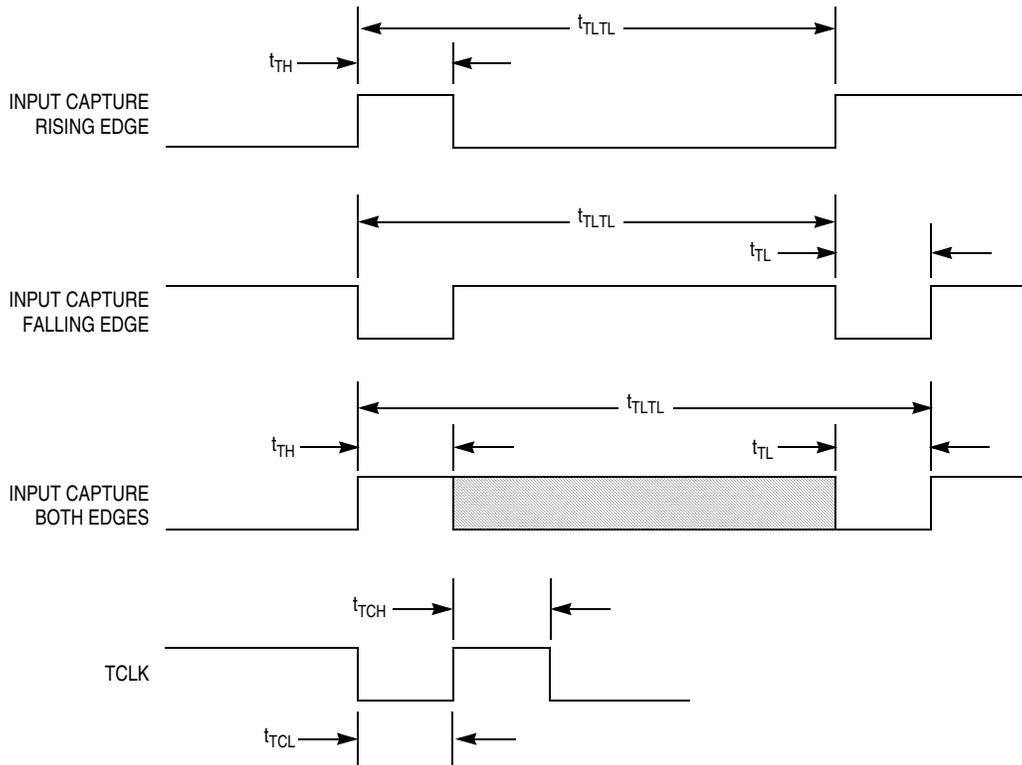 tTLTL
tTH
INPUT CAPTURE
RISING EDGE
tTLTL
tTL
INPUT CAPTURE
FALLING EDGE
tTLTL
tTH
tTL
INPUT CAPTURE
BOTH EDGES
tTCH
TCLK
tTCL